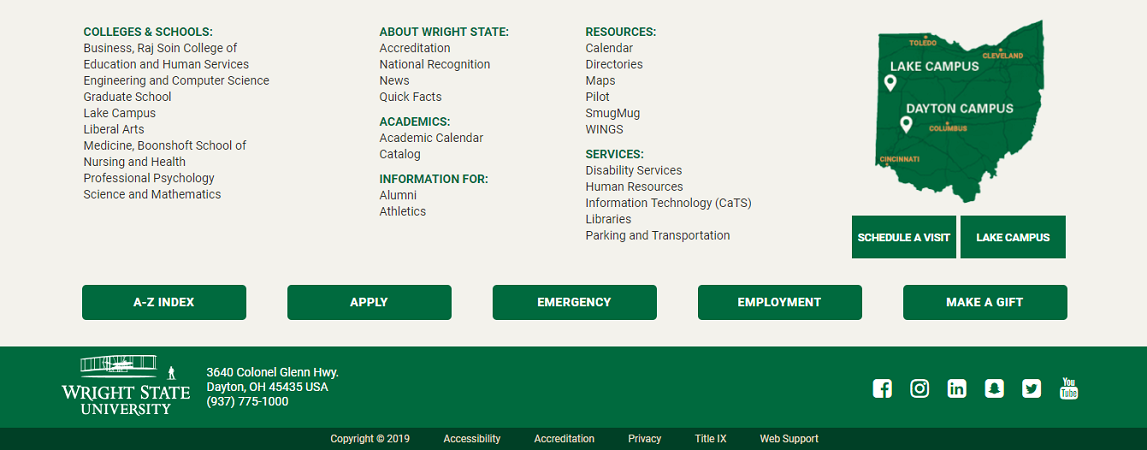 COLLEGES & SCHOOLS:
Business, Raj Soin College of
Education and Human Services
Engineering and Computer Science
Graduate School
Lake Campus
Liberal Arts
Medicine, Boonshoft School of
Nursing and Health
Professional Psychology
Science and Mathematics
ABOUT WRIGHT STATE:
Accreditation
National Recognition
News
Quick Facts
ACADEMICS:
Academic Calendar
Catalog
INFORMATION FOR:
Alumni
Athletics
RESOURCES:
Calendar
Directories
Maps
Pilot
SmugMug
WINGS
SERVICES:
Disability Services
Human Resources
Information Technology (CaTS)
Libraries
Parking and Transportation
TOLEDO
CLEVELAND
LAKE CAMPUS
DAYTON CAMPUS
COLUMBUS
CINCINNATI
SCHEDULE A VISIT
LAKE CAMPUS
A-Z INDEX
APPLY
EMERGENCY
EMPLOYMENT
MAKE A GIFT
WRIGHT STATE
UNIVERSITY
3640 Colonel Glenn Hwy.
Dayton, OH 45435 USA
(937) 775-1000
You
Tube
Copyright © 2019 Accessibility Accreditation Privacy Title IX Web Support